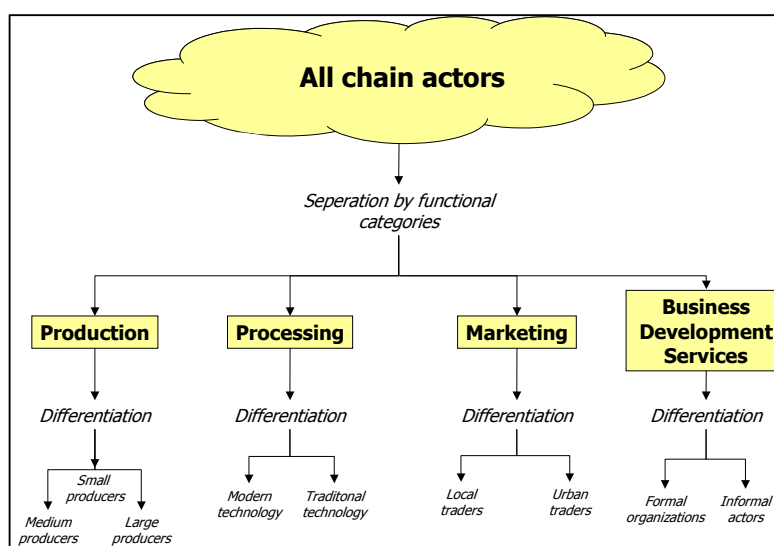 All chain actors
Seperation by functional
categories
Production
Processing
Marketing
Business
Development
Services
Differentiation
Differentiation
Differentiation
Differentiation
Small
producers
Medium
producers
Large
producers
Modern
technology
Traditonal
technology
Local
traders
Urban
traders
Formal
organizations
Informal
actors